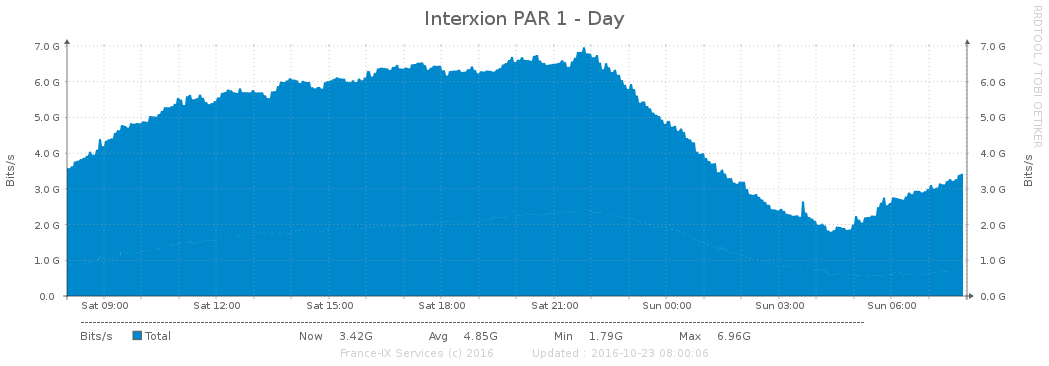 Interxion PAR 1 - Day
RRDTOOL / TOBI OETIKER
Bits/s
7.0 G 7.0 G
6.0 G 6.0 G
5.0 G 5.0 G
4.0 G 4.0 G
3.0 G 3.0 G
2.0 G 2.0 G
1.0 G 1.0 G
0.0 0.0 G
Bits/s
Sat 09:00 Sat 12:00 Sat 15:00 Sat 18:00 Sat 21:00 Sun 00:00 Sun 03:00 Sun 06:00
Bits/s Total Now 3.42G Avg 4.85G Min 1.79G Max 6.96G
France-IX Services (c) 2016 Updated : 2016-10-23 08:00:06